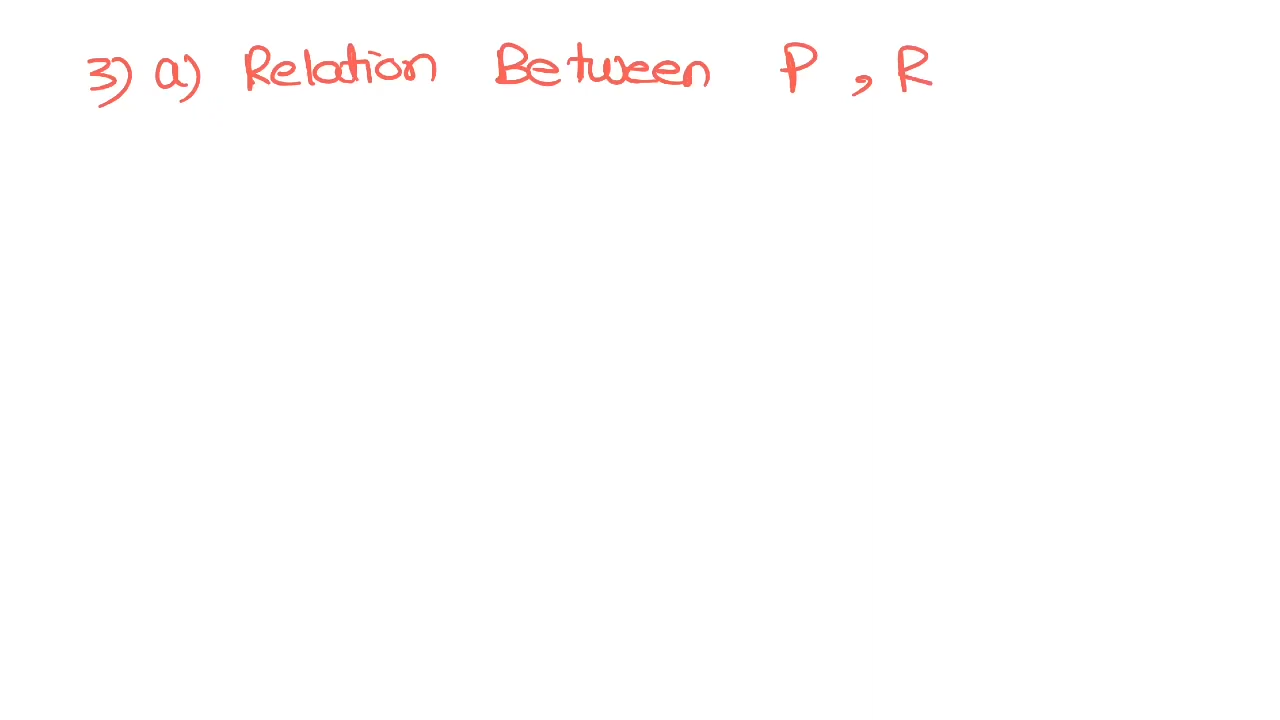 3) a) Relation Between P , R